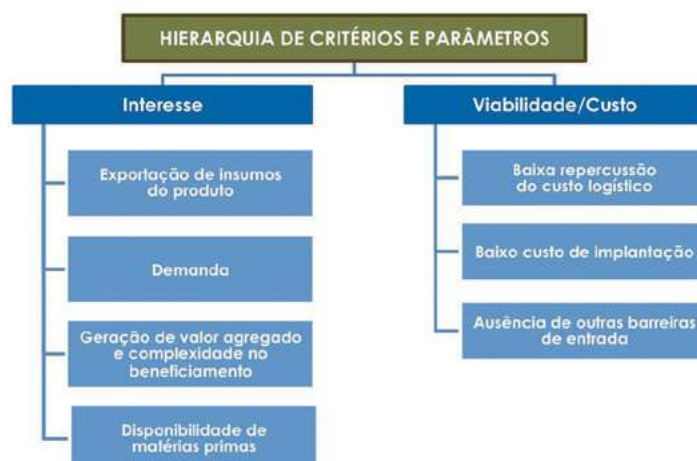 HIERARQUIA DE CRITÉRIOS E PARÂMETROS
Interesse
Exportação de insumos
do produto
Demanda
Geração de valor agregado
e complexidade no
beneficiamento
Disponibilidade de
matérias primas
Viabilidade/Custo
Baixa repercussão
do custo logístico
Baixo custo de implantação
Ausência de outras barreiras
de entrada